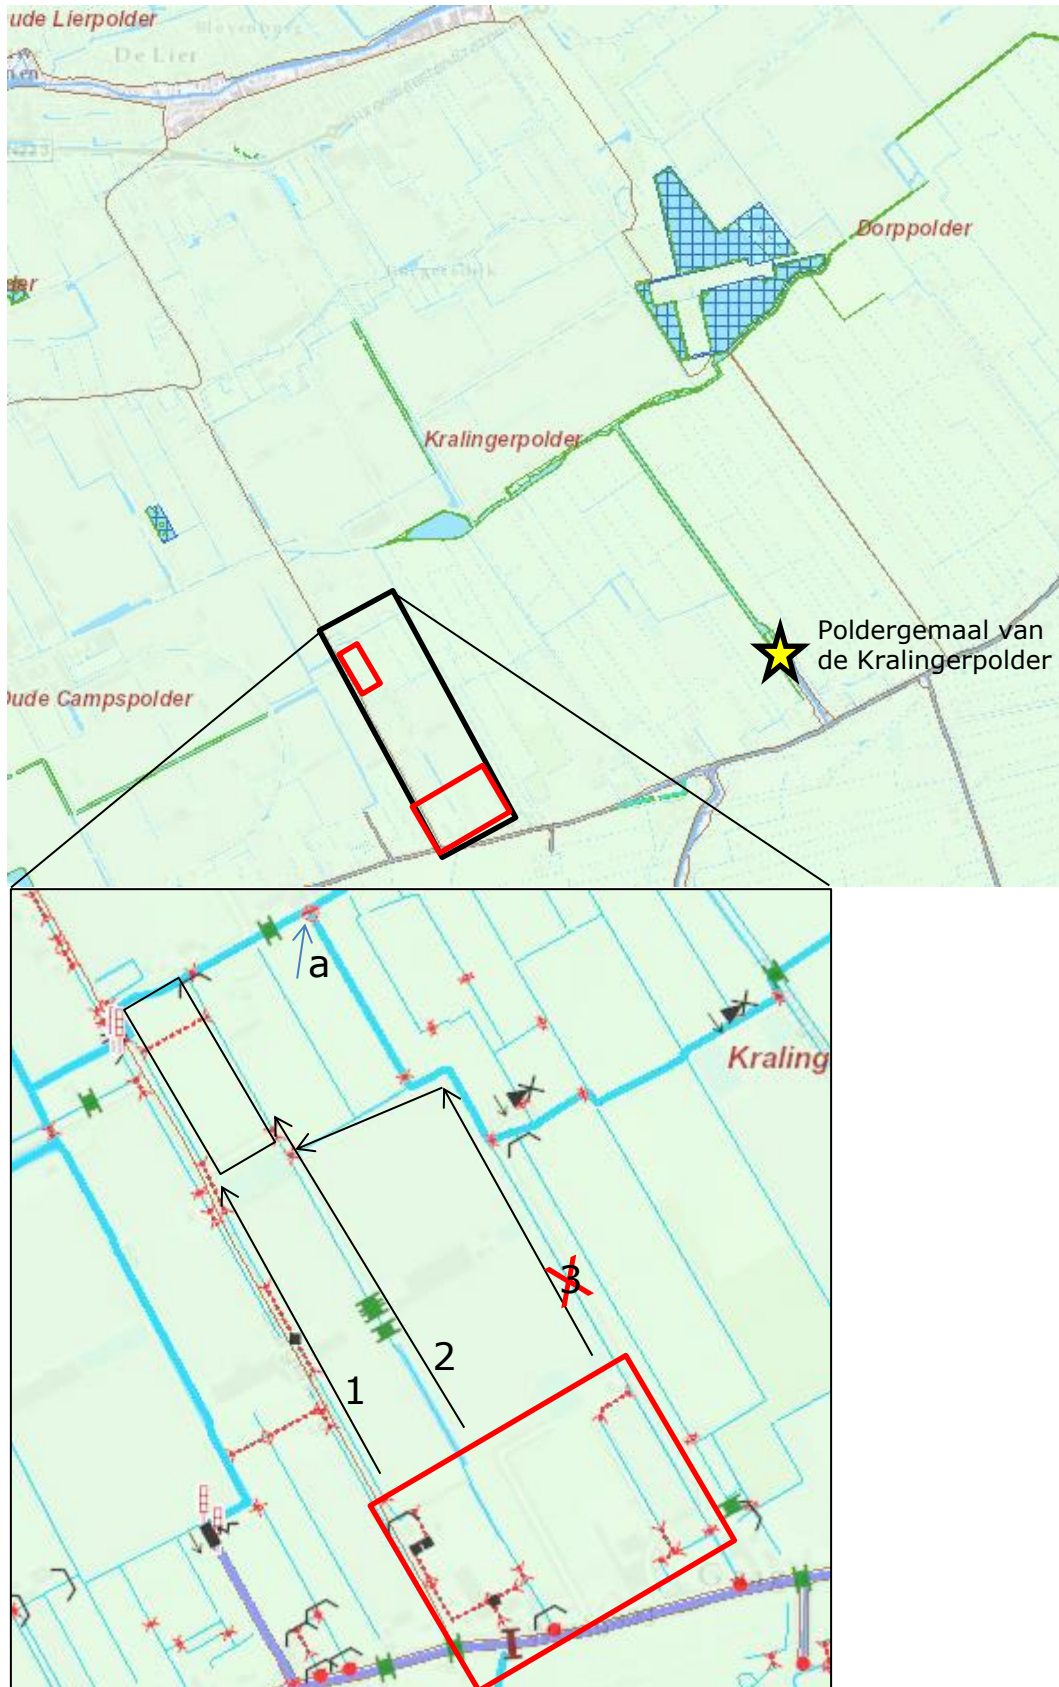 ude Lierpolder
De Lier
Dorppolder
Kralingerpolder
Poldergemaal van
de Kralingerpolder
Oude Campspolder
a
Kraling
3
2
1